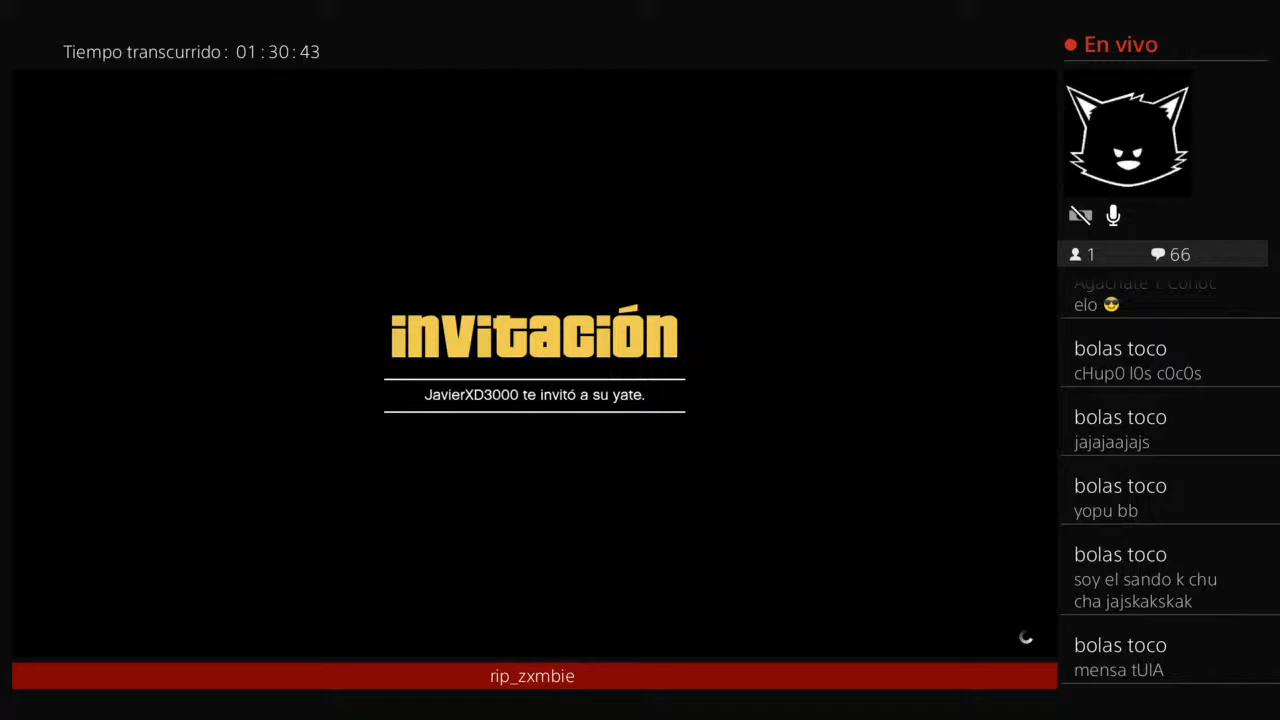 Tiempo transcurrido: 01:30:43
En vivo
1 66
Agachate Y Conoc
elo 😎
bolas toco
cHup0 l0s c0c0s
bolas toco
jajajaajajs
bolas toco
yopu bb
bolas toco
soy el sando k chu
cha jajskakskak
bolas toco
mensa tUlA
invitación
JavierXD3000 te invitó a su yate.
rip_zxmbie